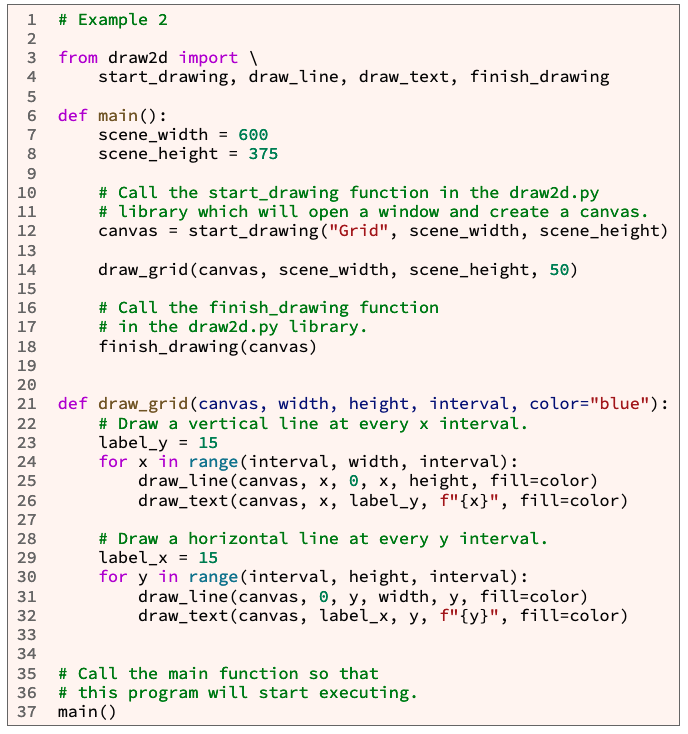 1 # Example 2
2
3 from draw2d import \
4     start_drawing, draw_line, draw_text, finish_drawing
5
6 def main():
7     scene_width = 600
8     scene_height = 375
9
10     # Call the start_drawing function in the draw2d.py
11     # library which will open a window and create a canvas.
12     canvas = start_drawing("Grid", scene_width, scene_height)
13
14     draw_grid(canvas, scene_width, scene_height, 50)
15
16     # Call the finish_drawing function
17     # in the draw2d.py library.
18     finish_drawing(canvas)
19
20
21 def draw_grid(canvas, width, height, interval, color="blue"):
22     # Draw a vertical line at every x interval.
23     label_y = 15
24     for x in range(interval, width, interval):
25         draw_line(canvas, x, 0, x, height, fill=color)
26         draw_text(canvas, x, label_y, f"{x}", fill=color)
27
28     # Draw a horizontal line at every y interval.
29     label_x = 15
30     for y in range(interval, height, interval):
31         draw_line(canvas, 0, y, width, y, fill=color)
32         draw_text(canvas, label_x, y, f"{y}", fill=color)
33
34
35 # Call the main function so that
36 # this program will start executing.
37 main()